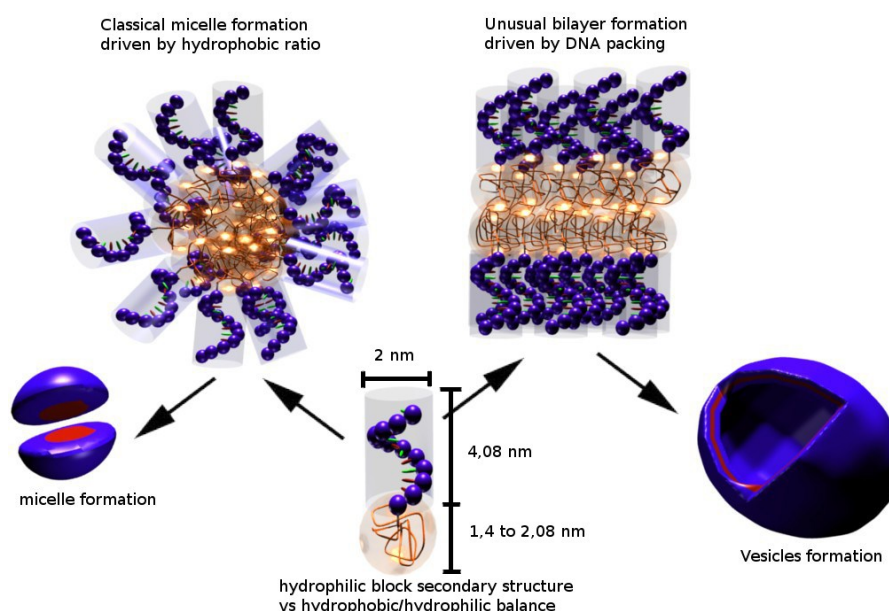 Classical micelle formation
driven by hydrophobic ratio
Unusual bilayer formation
driven by DNA packing
2 nm
4,08 nm
1,4 to 2,08 nm
micelle formation
Vesicles formation
hydrophilic block secondary structure
vs hydrophobic/hydrophilic balance